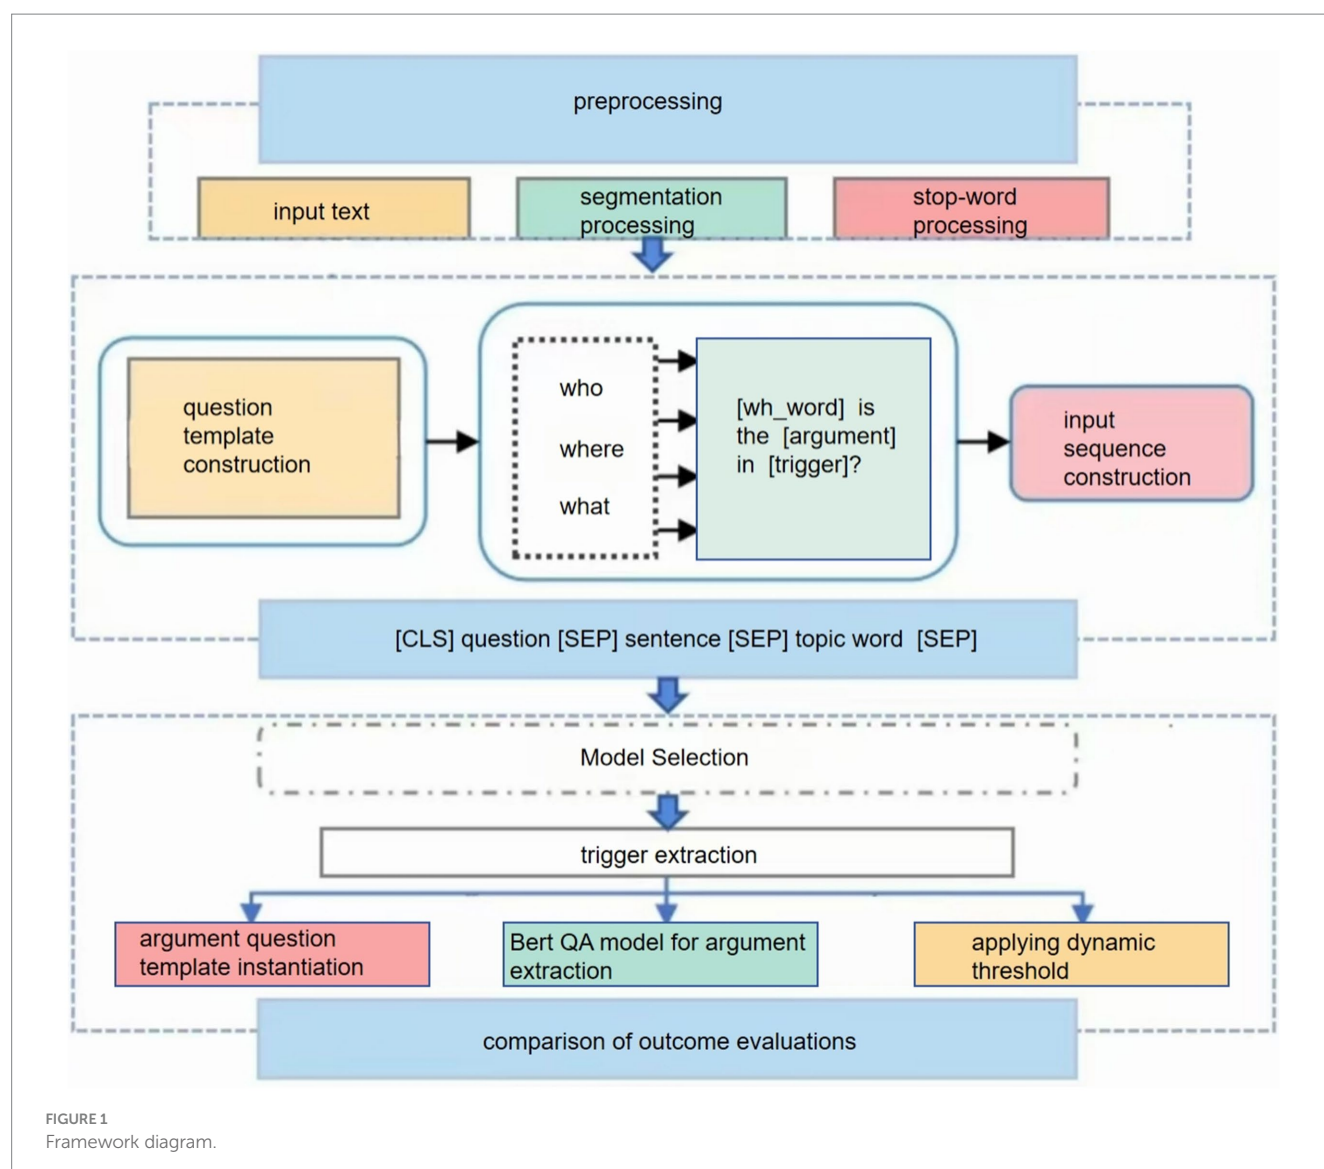 preprocessing
input text
segmentation
processing
stop-word
processing
question
template
construction
who
where
what
[wh_word] is
the [argument]
in [trigger]?
input
sequence
construction
[CLS] question [SEP] sentence [SEP] topic word [SEP]
Model Selection
trigger extraction
argument question
template instantiation
Bert QA model for argument
extraction
applying dynamic
threshold
comparison of outcome evaluations
FIGURE 1
Framework diagram.